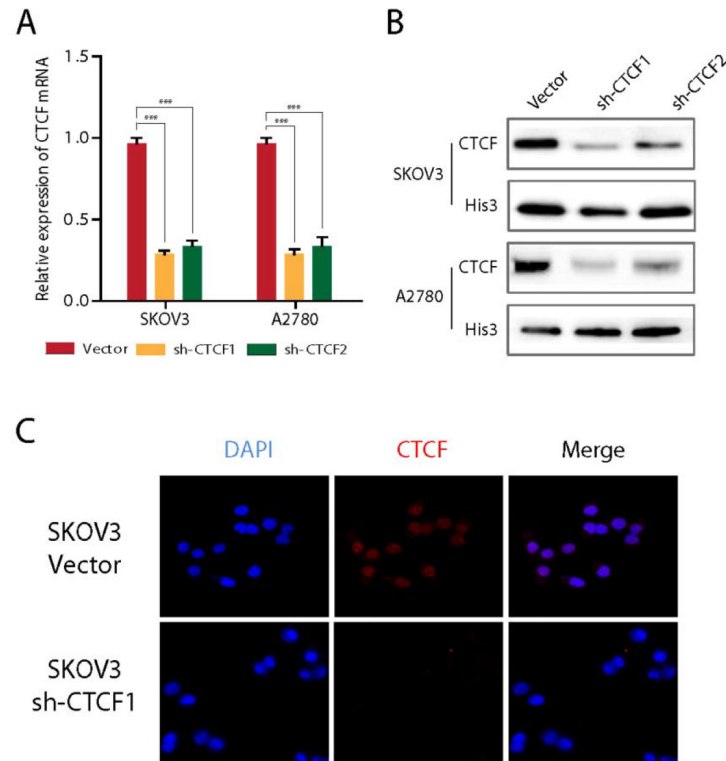 A
Relative expression of CTCF mRNA
1.5
1.0
0.5
0.0
***
***
***
***
SKOV3
A2780
Vector
sh-CTCF1
sh-CTCF2
B
Vector
sh-CTCF1
sh-CTCF2
SKOV3
CTCF
His3
A2780
CTCF
His3
C
DAPI
CTCF
Merge
SKOV3
Vector
SKOV3
sh-CTCF1